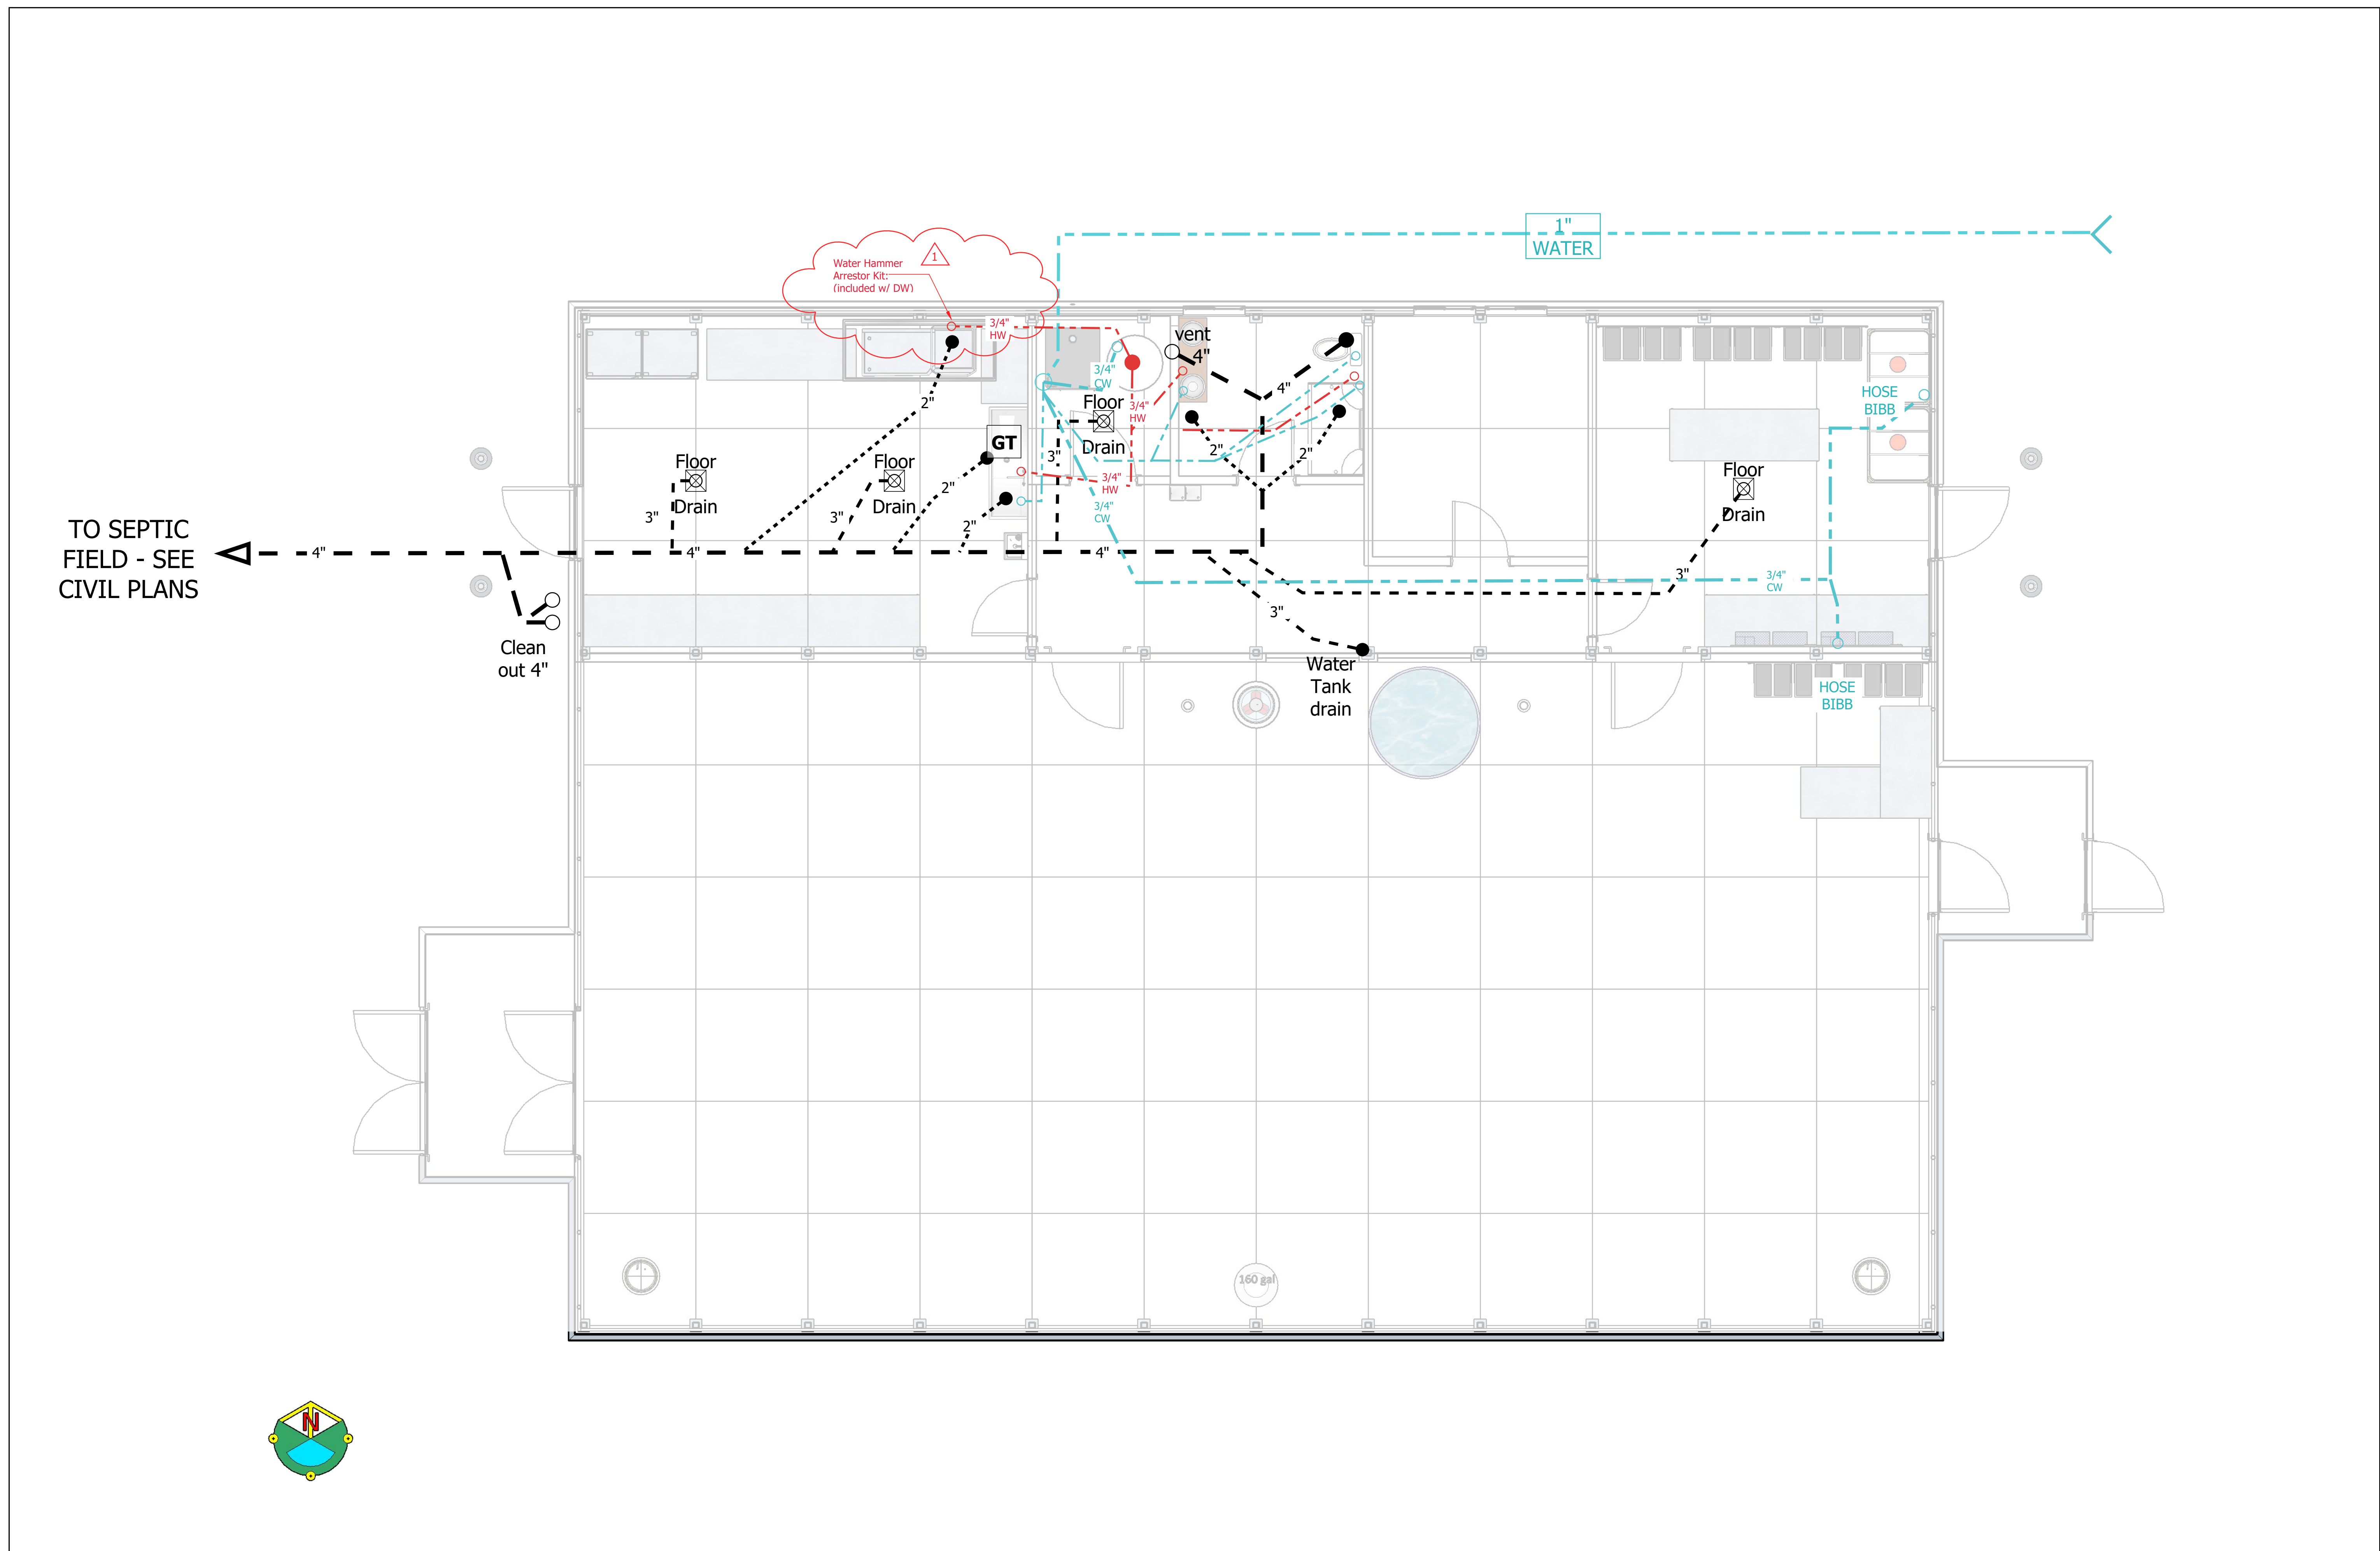 1"
WATER
Water Hammer
Arrestor Kit:
(included w/ DW)
1
3/4"
HW
vent
4"
3/4"
CW
4"
HOSE
BIBB
2"
Floor
Drain
3/4"
HW
GT
3"
2"
2"
Floor
Drain
Floor
Drain
Floor
Drain
3"
3"
2"
2"
3/4"
HW
3/4"
CW
TO SEPTIC
FIELD - SEE
CIVIL PLANS
4"
4"
4"
3"
3/4"
CW
3"
Clean
out 4"
Water
Tank
drain
HOSE
BIBB
160 gal
N